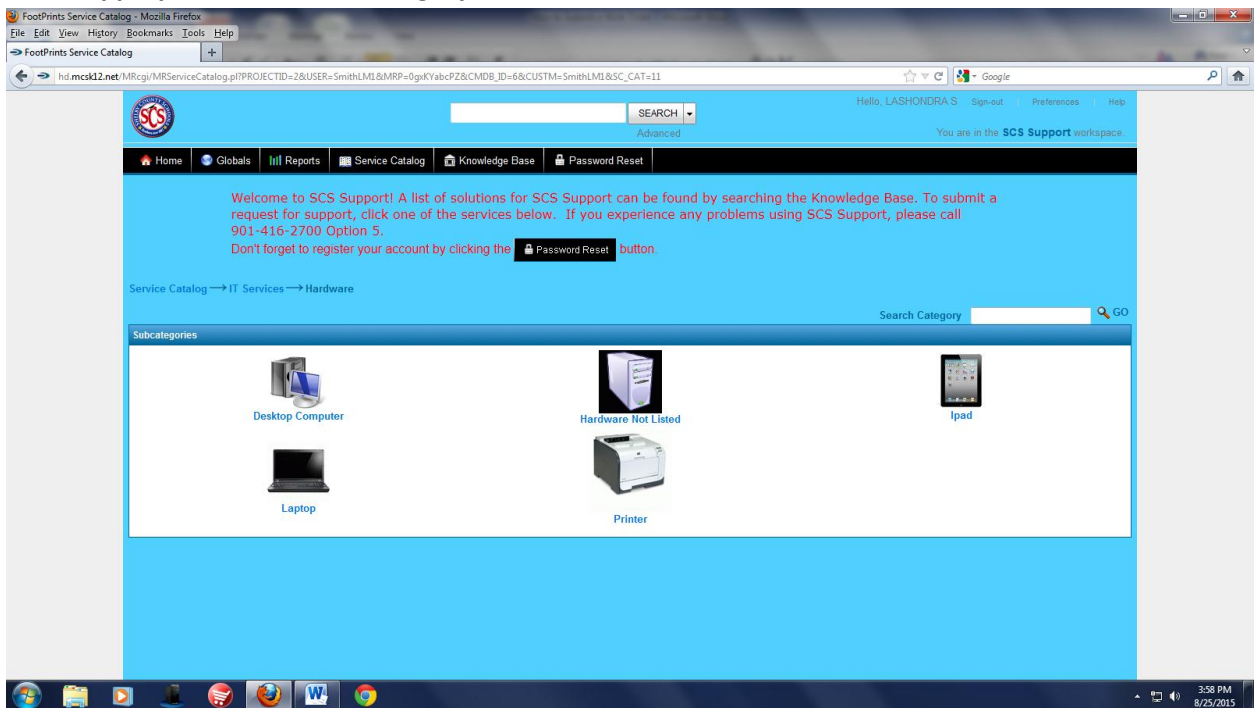 FootPrints Service Catalog - Mozilla Firefox
File Edit View History Bookmarks Tools Help
FootPrints Service Catalog +
hd.mcsk12.net/MRcgi/MRServiceCatalog.pl?PROJECTID=2&USER=SmithLM1&MRP=0gxKYabcPZ&CMDB_ID=6&CUSTM=SmithLM1&SC_CAT=11 Google
SCS SEARCH Hello, LASHONDRA S Sign-out | Preferences | Help
Advanced You are in the SCS Support workspace.
Home Globals Reports Service Catalog Knowledge Base Password Reset
Welcome to SCS Support! A list of solutions for SCS Support can be found by searching the Knowledge Base. To submit a
request for support, click one of the services below. If you experience any problems using SCS Support, please call
901-416-2700 Option 5.
Don't forget to register your account by clicking the Password Reset button.
Service Catalog → IT Services → Hardware
Search Category GO
Subcategories
Desktop Computer Hardware Not Listed Ipad
Laptop Printer
3:58 PM
8/25/2015